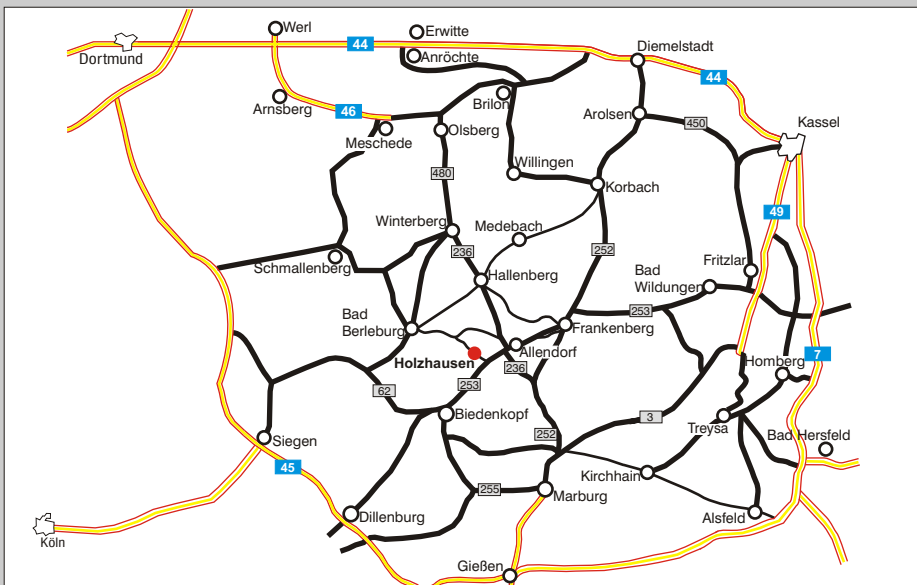 Werl
Erwitte
44
Diemelstadt
Dortmund
Anröchte
44
Arnsberg
46
Brilon
Arolsen
450
Kassel
Meschede
Olsberg
480
Willingen
Korbach
49
Winterberg
Medebach
236
252
Schmallenberg
Hallenberg
Bad
Wildungen
Fritzlar
Bad
Berleburg
253
Frankenberg
Holzhausen
Allendorf
236
7
Homberg
62
253
Biedenkopf
3
Treysa
252
Bad Hersfeld
Siegen
45
Kirchhain
255
Marburg
Dillenburg
Alsfeld
Köln
Gießen